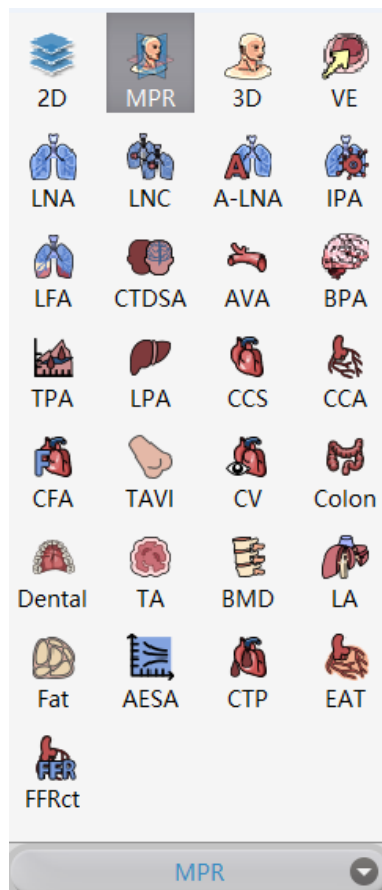 2D MPR 3D VE
LNA LNC A-LNA IPA
A
LFA CTDSA AVA BPA
TPA LPA CCS CCA
F
CFA TAVI CV Colon
Dental TA BMD LA
Fat AESA CTP EAT
FFR
FFRct
MPR